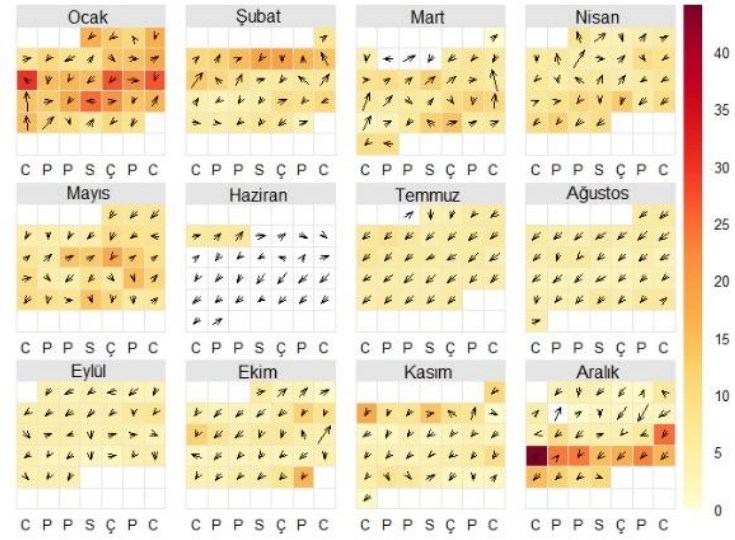 Ocak Şubat Mart Nisan
C P P S Ç P C C P P S Ç P C C P P S Ç P C C P P S Ç P C
Mayıs Haziran Temmuz Ağustos
C P P S Ç P C C P P S Ç P C C P P S Ç P C C P P S Ç P C
Eylül Ekim Kasım Aralık
C P P S Ç P C C P P S Ç P C C P P S Ç P C C P P S Ç P C
40
35
30
25
20
15
10
5
0